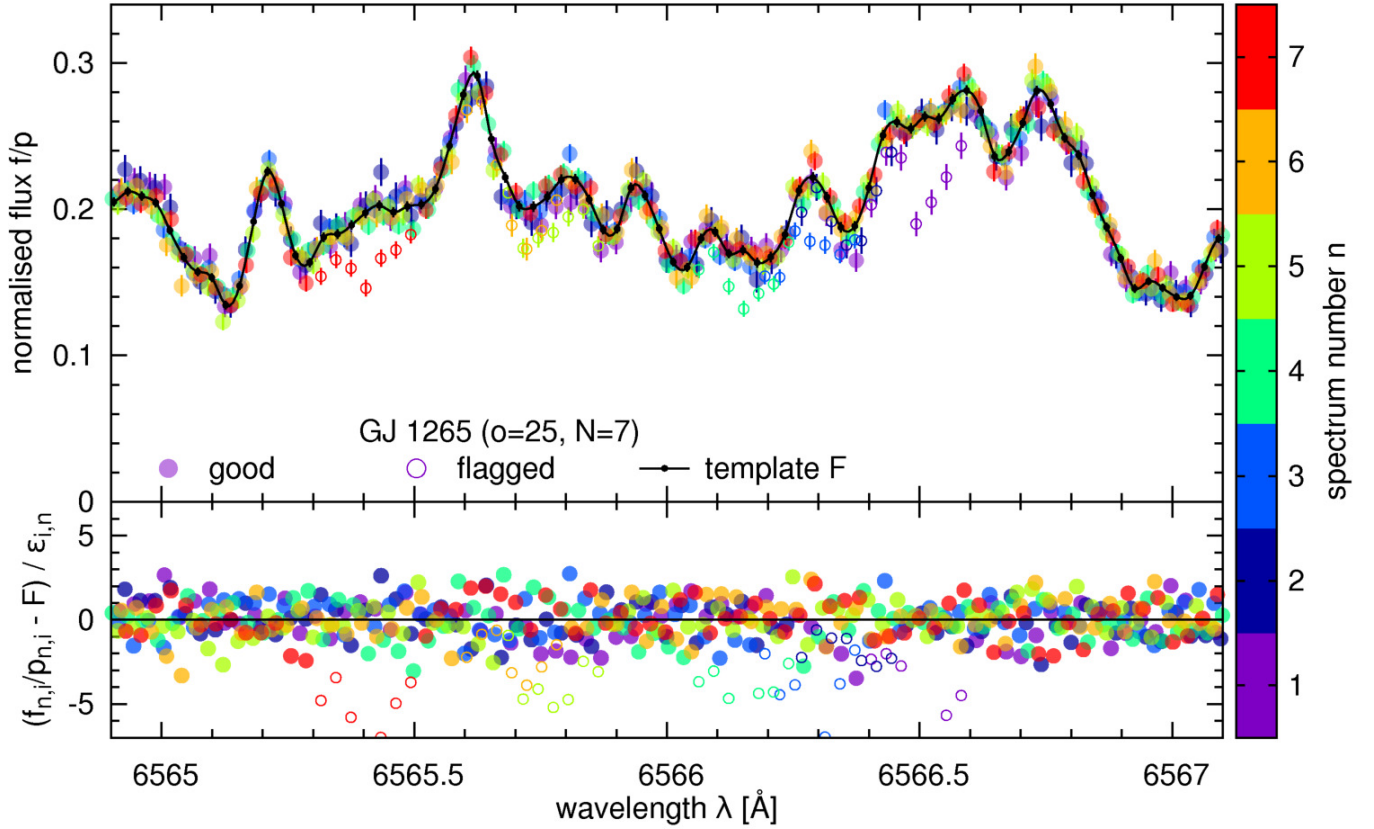 normalised flux f/p
0.3
0.2
0.1
0
GJ 1265 (o=25, N=7)
good
flagged
template F
(fn,i/pn,i - F) / εi,n
5
0
-5
6565
6565.5
6566
6566.5
6567
wavelength λ [Å]
7
6
5
4
3
2
1
spectrum number n